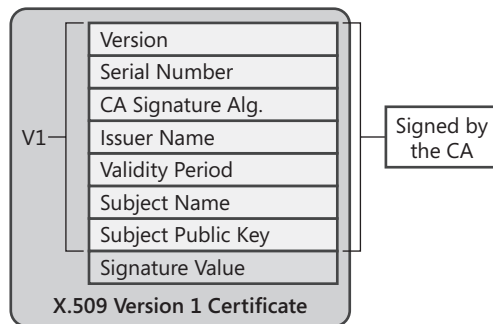 Version
Serial Number
CA Signature Alg.
V1
Issuer Name
Validity Period
Subject Name
Subject Public Key
Signature Value
Signed by
the CA
X.509 Version 1 Certificate